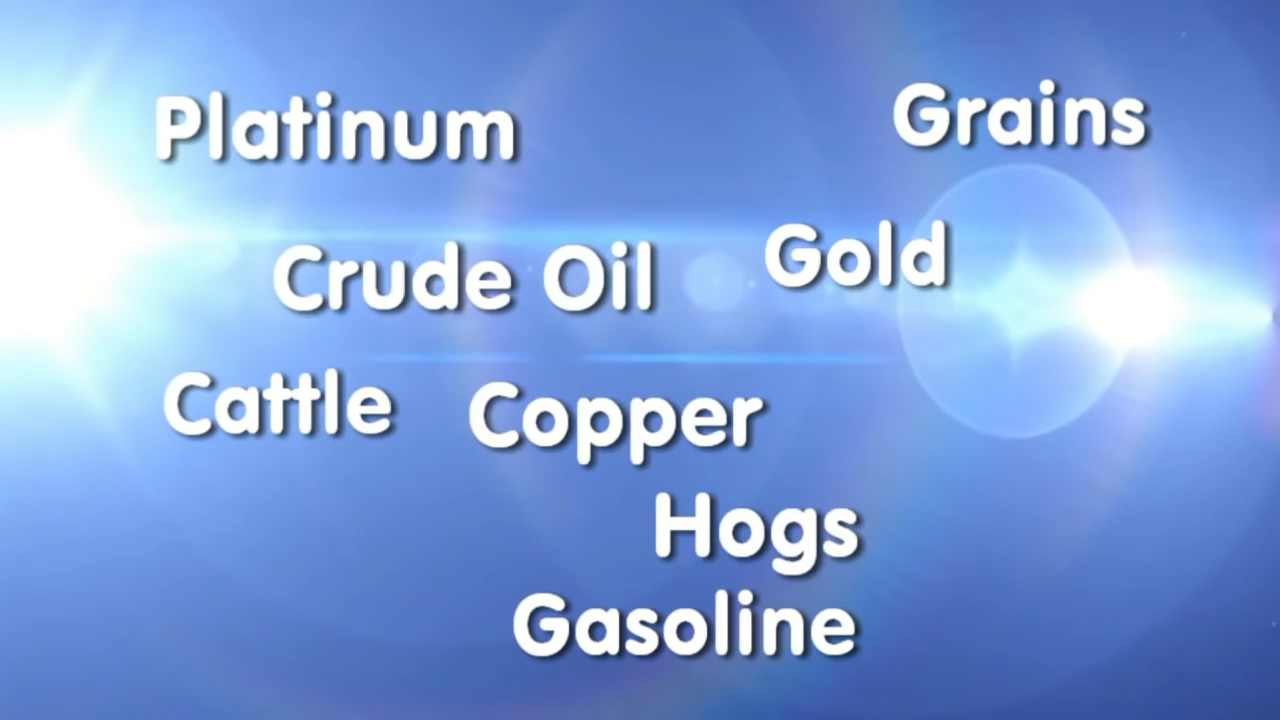 Platinum
Grains
Crude Oil
Gold
Cattle
Copper
Hogs
Gasoline